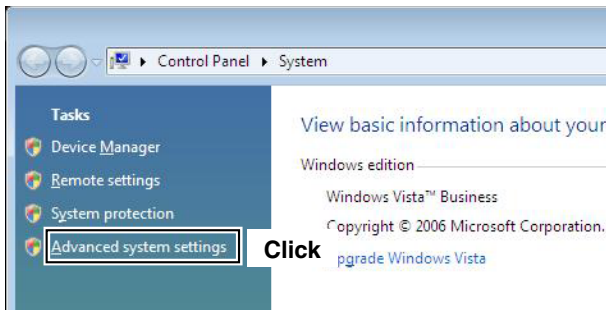 Control Panel System
Tasks
Device Manager
Remote settings
System protection
Advanced system settings
Click
View basic information about your
Windows edition
Windows Vista™ Business
Copyright © 2006 Microsoft Corporation.
pgrade Windows Vista